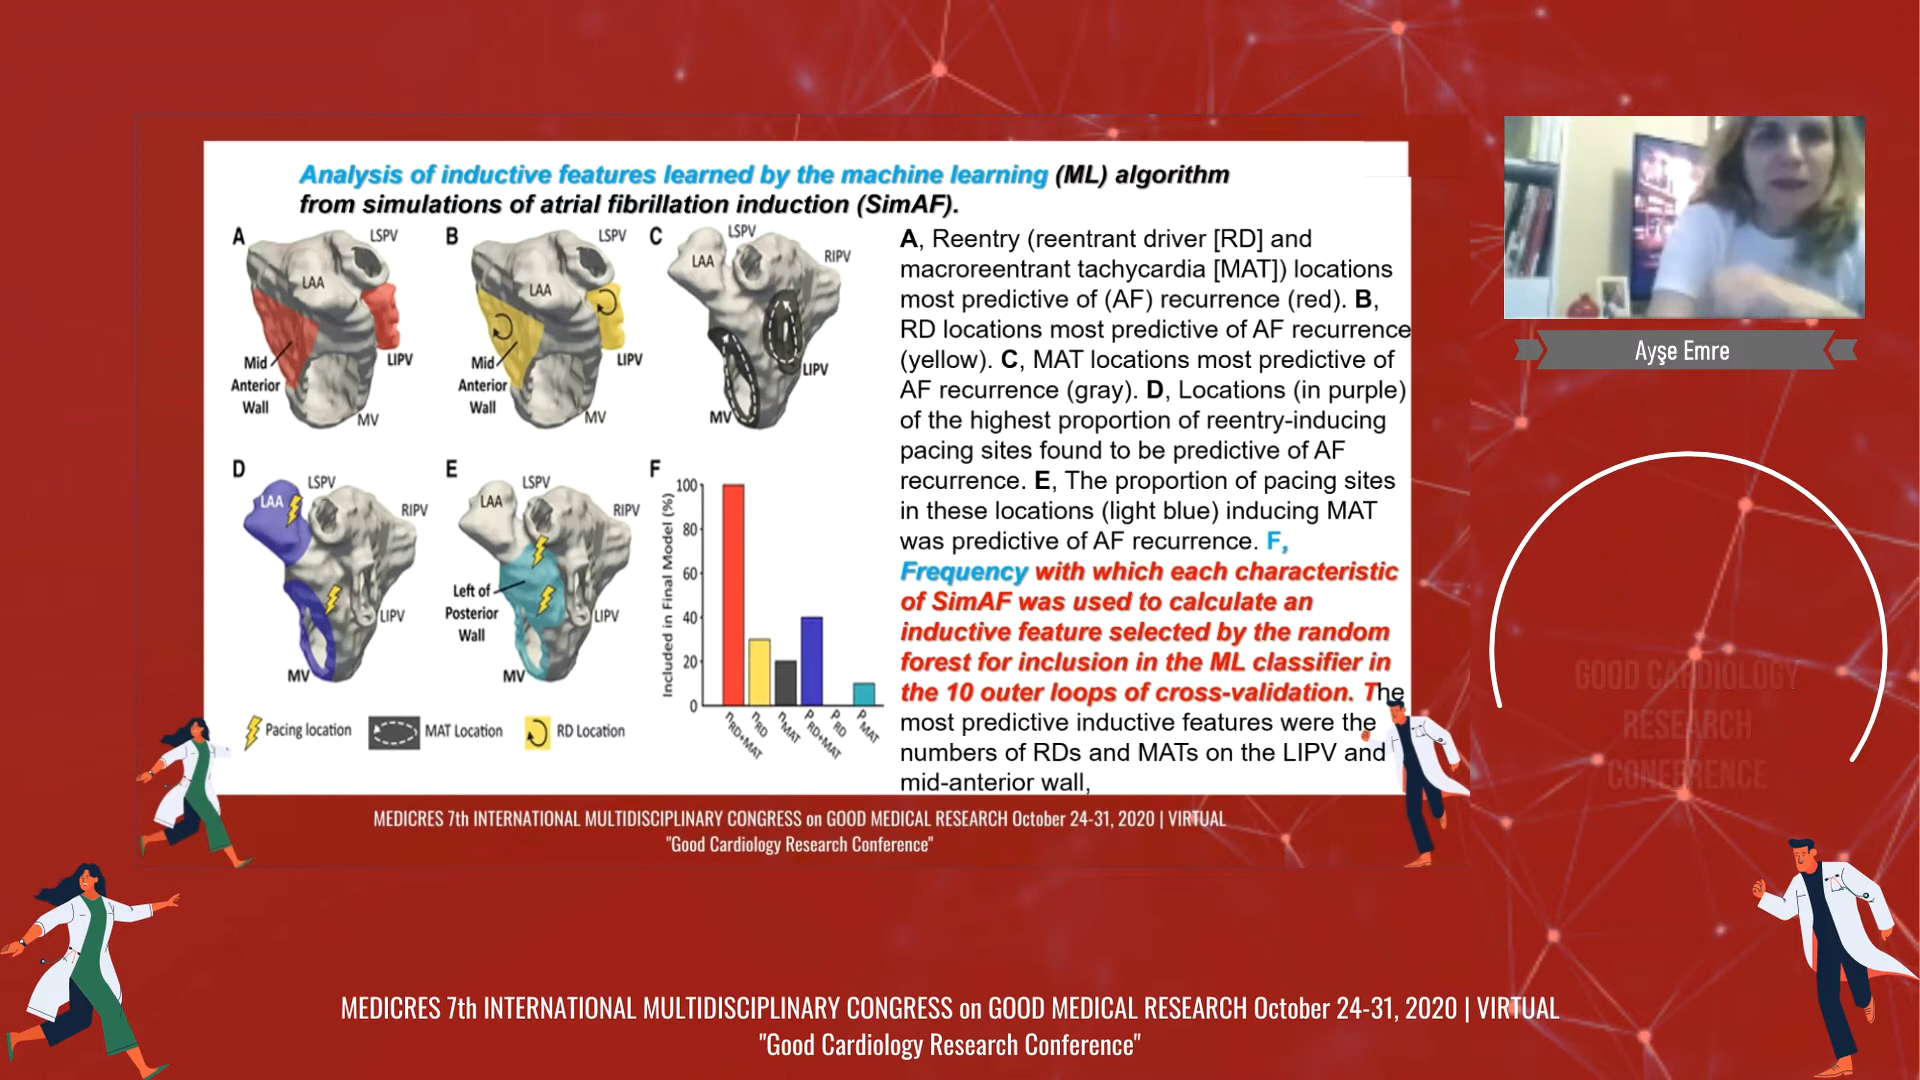 Analysis of inductive features learned by the machine learning (ML) algorithm
from simulations of atrial fibrillation induction (SimAF).
A
LSPV
LAA
Mid
Anterior
Wall
LIPV
MV
B
LSPV
LAA
Mid
Anterior
Wall
LIPV
MV
C
LSPV
LAA
RIPV
LIPV
MV
D
LSPV
LAA
RIPV
LIPV
MV
E
LSPV
LAA
RIPV
Left of
Posterior
Wall
LIPV
MV
F
Included in Final Model (%)
100
80
60
40
20
0
nRD+MAT
nRD
nMAT
PRD+MAT
PRD
PMAT
Pacing location
MAT Location
RD Location
A, Reentry (reentrant driver [RD] and
macroreentrant tachycardia [MAT]) locations
most predictive of (AF) recurrence (red). B,
RD locations most predictive of AF recurrence
(yellow). C, MAT locations most predictive of
AF recurrence (gray). D, Locations (in purple)
of the highest proportion of reentry-inducing
pacing sites found to be predictive of AF
recurrence. E, The proportion of pacing sites
in these locations (light blue) inducing MAT
was predictive of AF recurrence. F,
Frequency with which each characteristic
of SimAF was used to calculate an
inductive feature selected by the random
forest for inclusion in the ML classifier in
the 10 outer loops of cross-validation. The
most predictive inductive features were the
numbers of RDs and MATs on the LIPV and
mid-anterior wall,
MEDICRES 7th INTERNATIONAL MULTIDISCIPLINARY CONGRESS on GOOD MEDICAL RESEARCH October 24-31, 2020 | VIRTUAL
"Good Cardiology Research Conference"
Ayşe Emre
GOOD CARDIOLOGY
RESEARCH
CONFERENCE
MEDICRES 7th INTERNATIONAL MULTIDISCIPLINARY CONGRESS on GOOD MEDICAL RESEARCH October 24-31, 2020 | VIRTUAL
"Good Cardiology Research Conference"